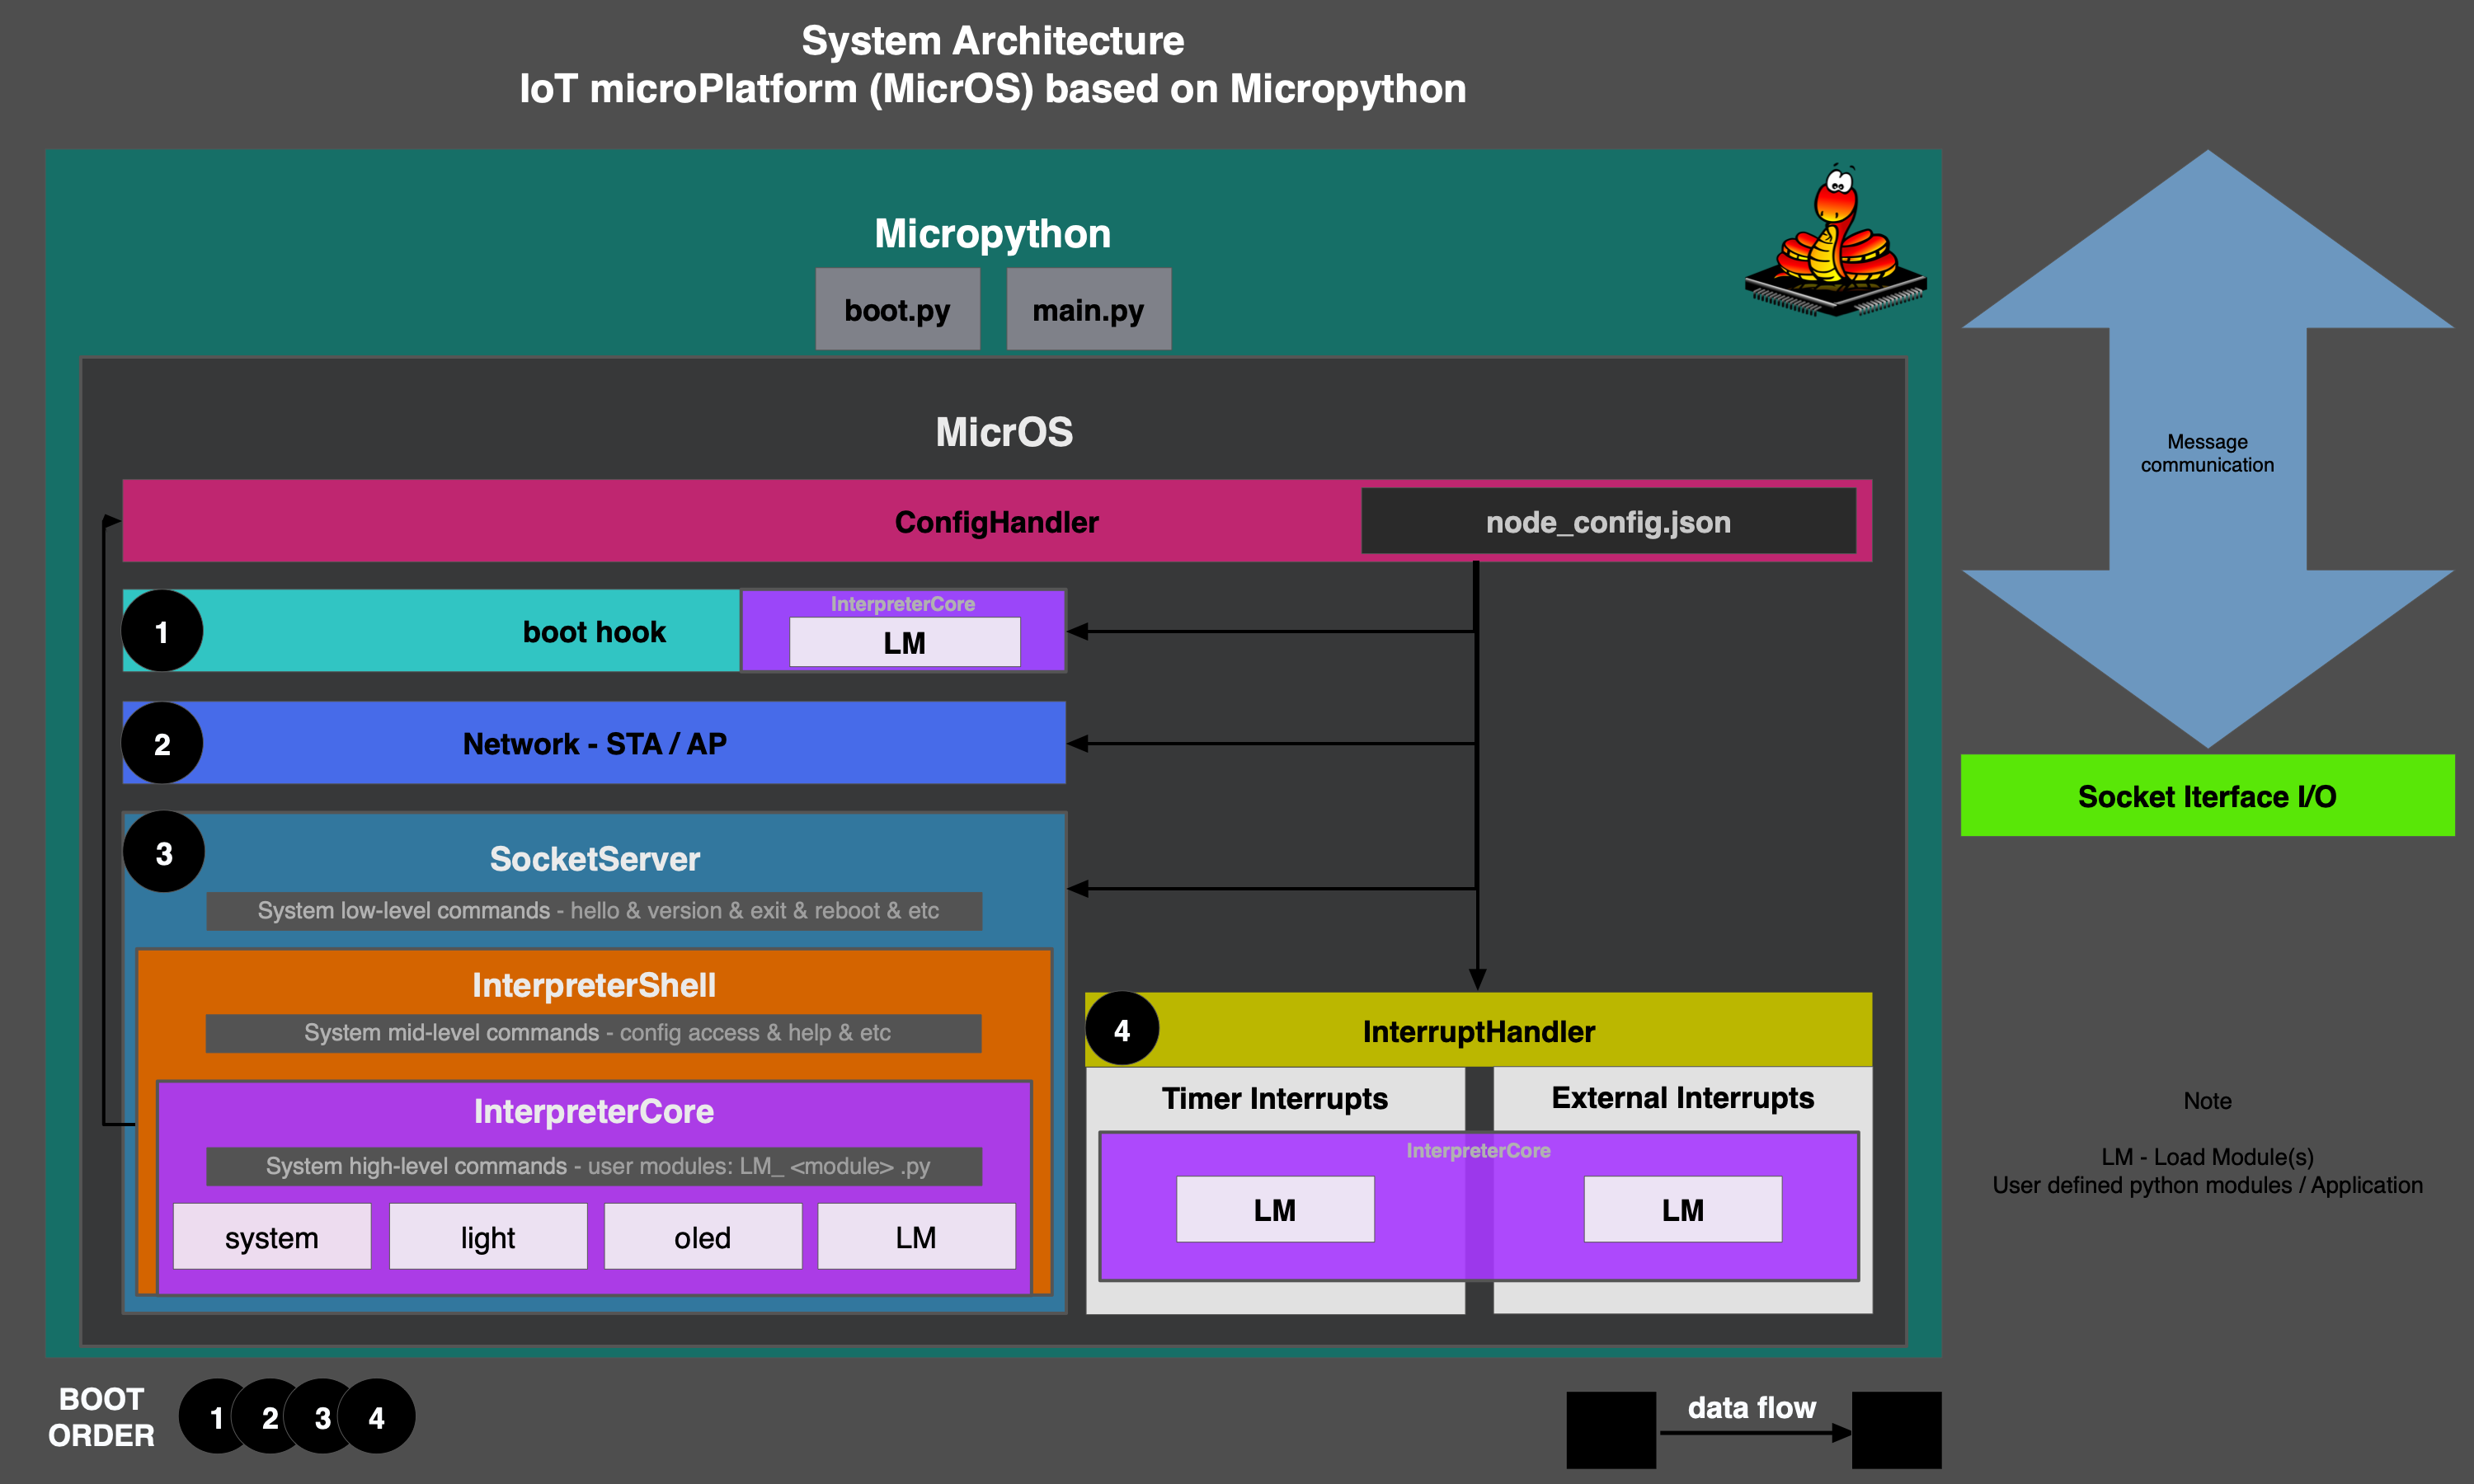 System Architecture
IoT microPlatform (MicrOS) based on Micropython
Micropython
boot.py
main.py
MicrOS
ConfigHandler
node_config.json
1
boot hook
InterpreterCore
LM
2
Network - STA / AP
3
SocketServer
System low-level commands - hello & version & exit & reboot & etc
InterpreterShell
System mid-level commands - config access & help & etc
InterpreterCore
System high-level commands - user modules: LM_ <module> .py
system
light
oled
LM
4
InterruptHandler
Timer Interrupts
External Interrupts
InterpreterCore
LM
LM
Message
communication
Socket Iterface I/O
Note
LM - Load Module(s)
User defined python modules / Application
BOOT
ORDER
1
2
3
4
data flow